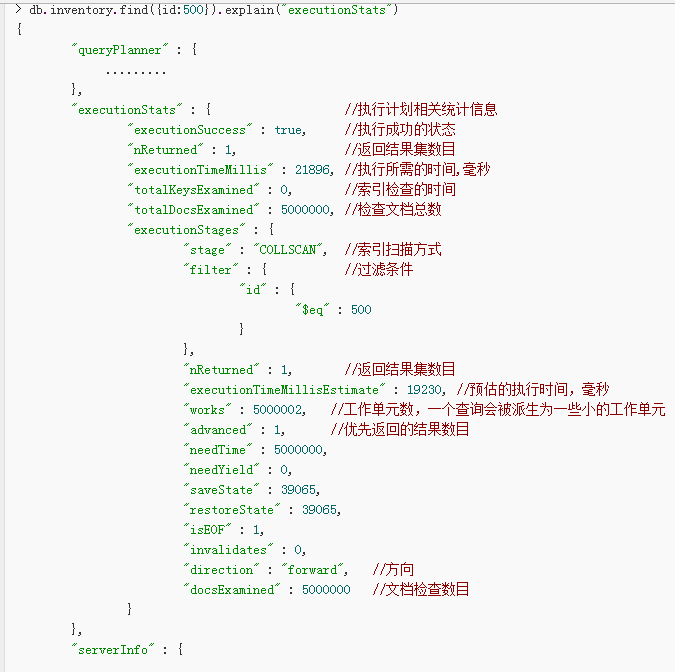 > db.inventory.find({id:500}).explain("executionStats")
{
"queryPlanner" : {
.........
},
"executionStats" : { //执行计划相关统计信息
"executionSuccess" : true, //执行成功的状态
"nReturned" : 1, //返回结果集数目
"executionTimeMillis" : 21896, //执行所需的时间,毫秒
"totalKeysExamined" : 0, //索引检查的时间
"totalDocsExamined" : 5000000, //检查文档总数
"executionStages" : {
"stage" : "COLLSCAN", //索引扫描方式
"filter" : { //过滤条件
"id" : {
"$eq" : 500
}
},
"nReturned" : 1, //返回结果集数目
"executionTimeMillisEstimate" : 19230, //预估的执行时间，毫秒
"works" : 5000002, //工作单元数，一个查询会被派生为一些小的工作单元
"advanced" : 1, //优先返回的结果数目
"needTime" : 5000000,
"needYield" : 0,
"saveState" : 39065,
"restoreState" : 39065,
"isEOF" : 1,
"invalidates" : 0,
"direction" : "forward", //方向
"docsExamined" : 5000000 //文档检查数目
}
},
"serverInfo" : {